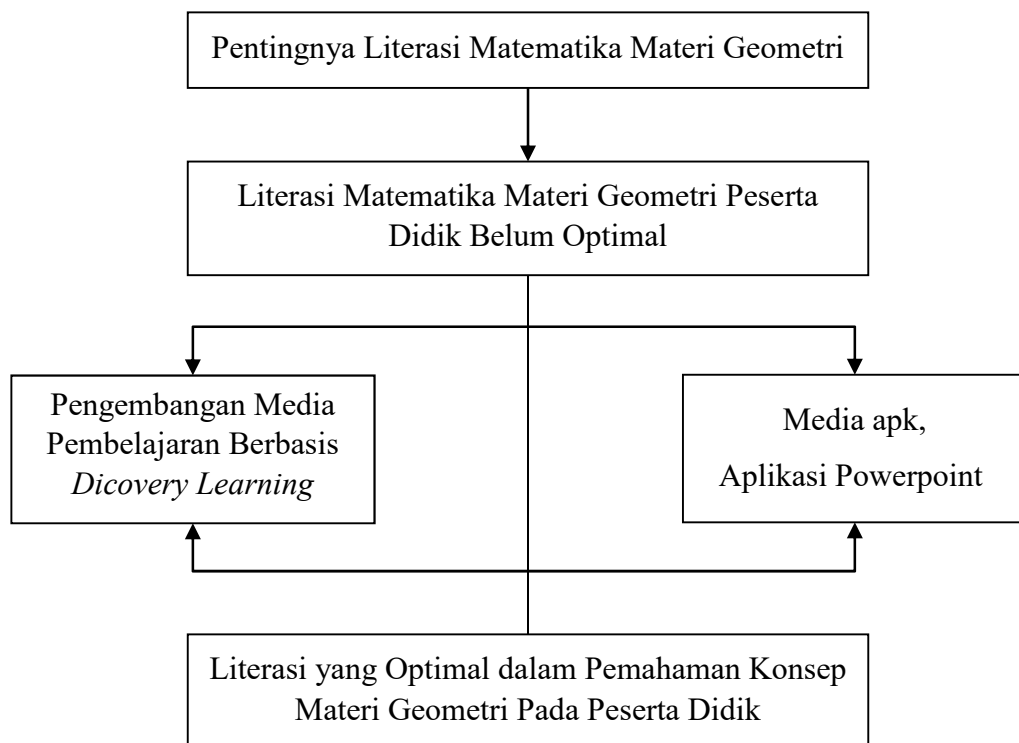 Pentingnya Literasi Matematika Materi Geometri
Literasi Matematika Materi Geometri Peserta
Didik Belum Optimal
Pengembangan Media
Pembelajaran Berbasis
Dicovery Learning
Media apk,
Aplikasi Powerpoint
Literasi yang Optimal dalam Pemahaman Konsep
Materi Geometri Pada Peserta Didik